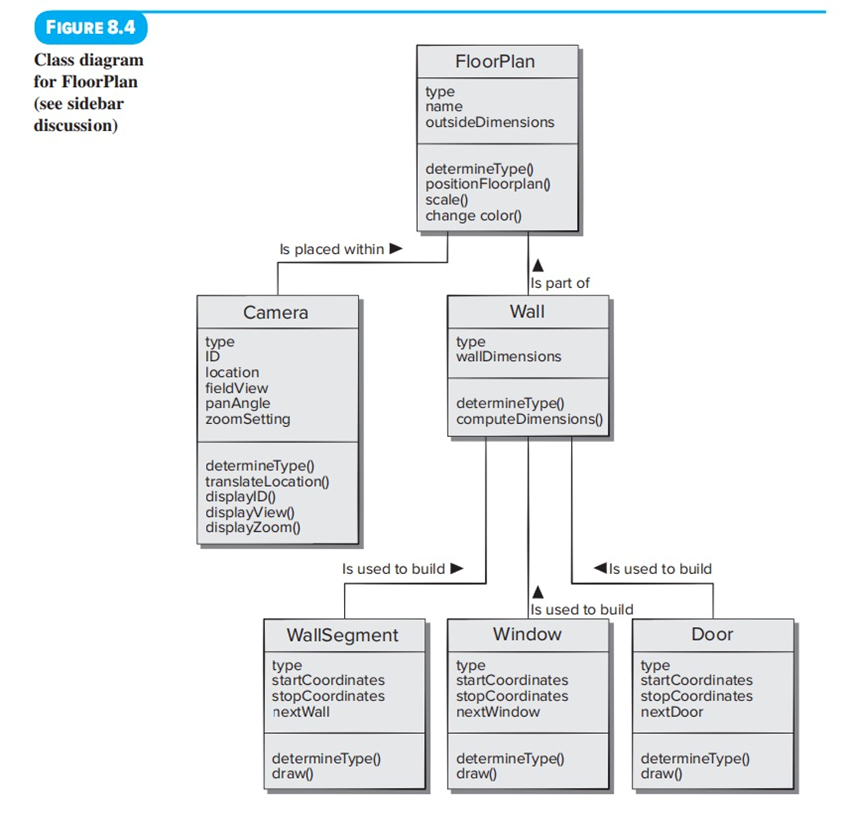 FIGURE 8.4
Class diagram
for FloorPlan
(see sidebar
discussion)
FloorPlan
type
name
outsideDimensions
determineType()
positionFloorplan()
scale()
change color()
Is placed within ▶
▲
Is part of
Camera
type
ID
location
fieldView
panAngle
zoomSetting
determineType()
translateLocation()
displayID()
displayView()
displayZoom()
Wall
type
wallDimensions
determineType()
computeDimensions()
Is used to build ▶
▲
Is used to build
◀Is used to build
WallSegment
type
startCoordinates
stopCoordinates
nextWall
determineType()
draw()
Window
type
startCoordinates
stopCoordinates
nextWindow
determineType()
draw()
Door
type
startCoordinates
stopCoordinates
nextDoor
determineType()
draw()